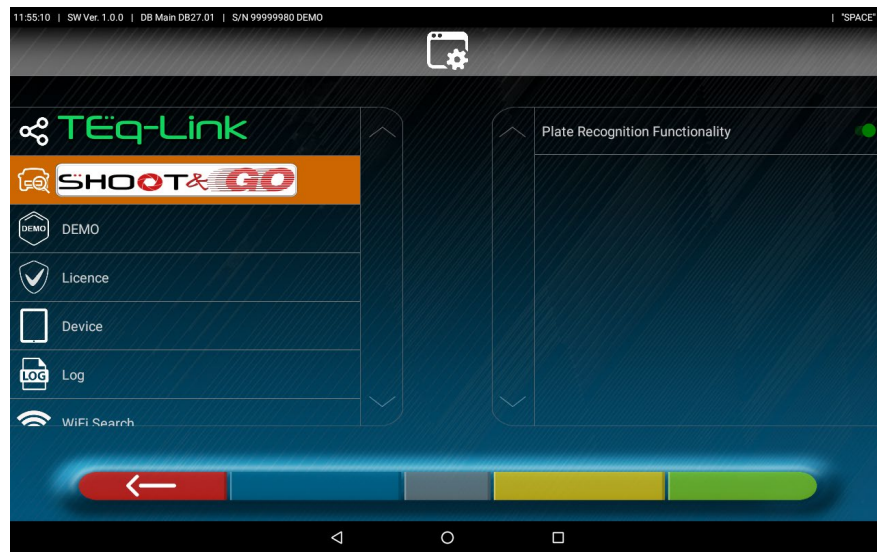 11:55:10 | SW Ver. 1.0.0 | DB Main DB27.01 | S/N 99999980 DEMO | "SPACE"
TEq-Link
SHOOT& GO
DEMO DEMO
Licence
Device
LOG Log
WiFi Search
Plate Recognition Functionality